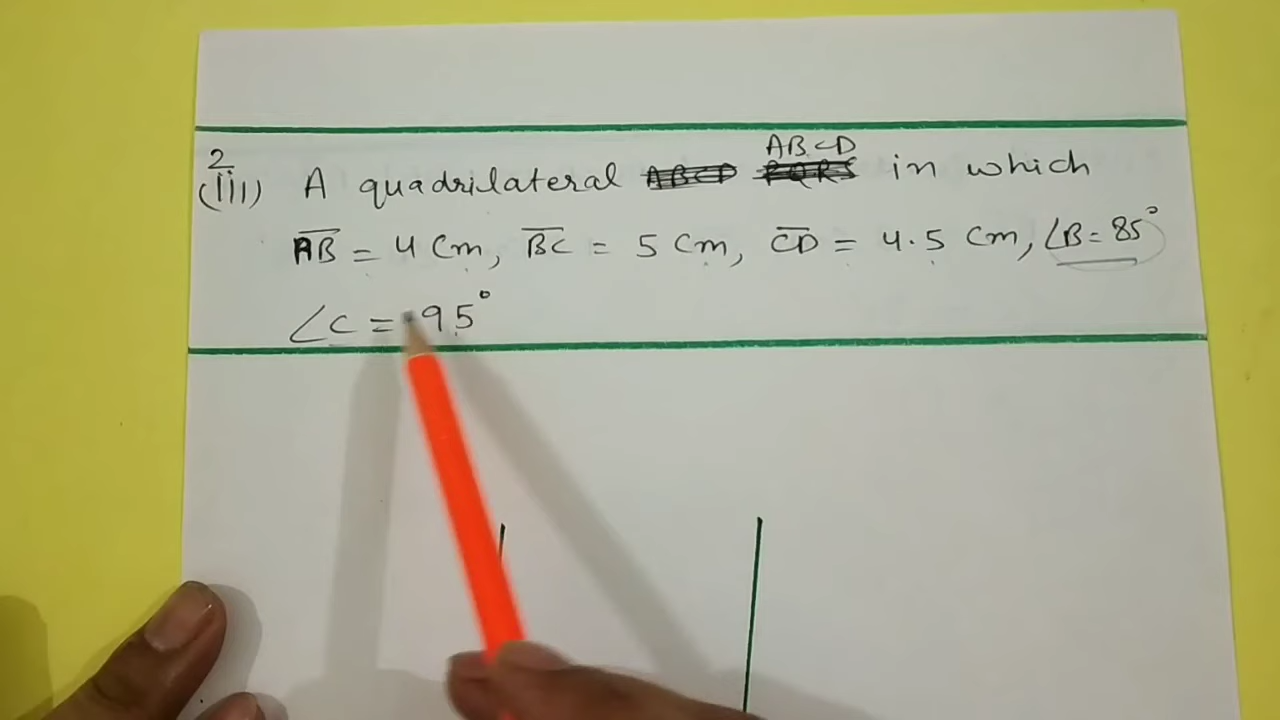 2
(iii) A quadrilateral ABCD in which
AB = 4 cm, BC = 5 cm, CD = 4.5 cm, ∠B = 85°
∠C = 95°